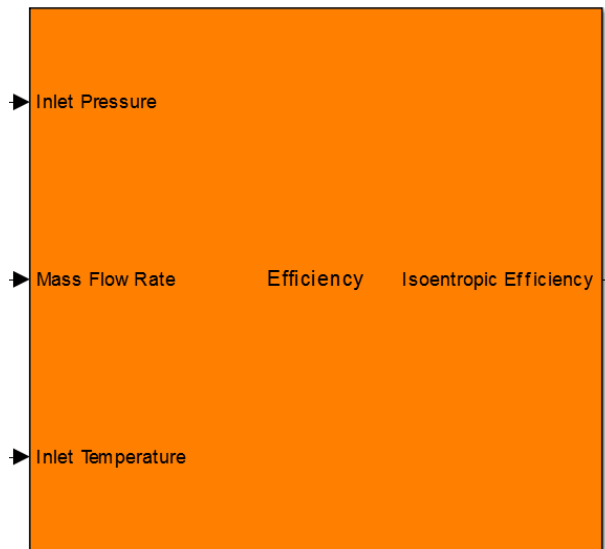 Inlet Pressure
Mass Flow Rate
Efficiency
Isoentropic Efficiency
Inlet Temperature